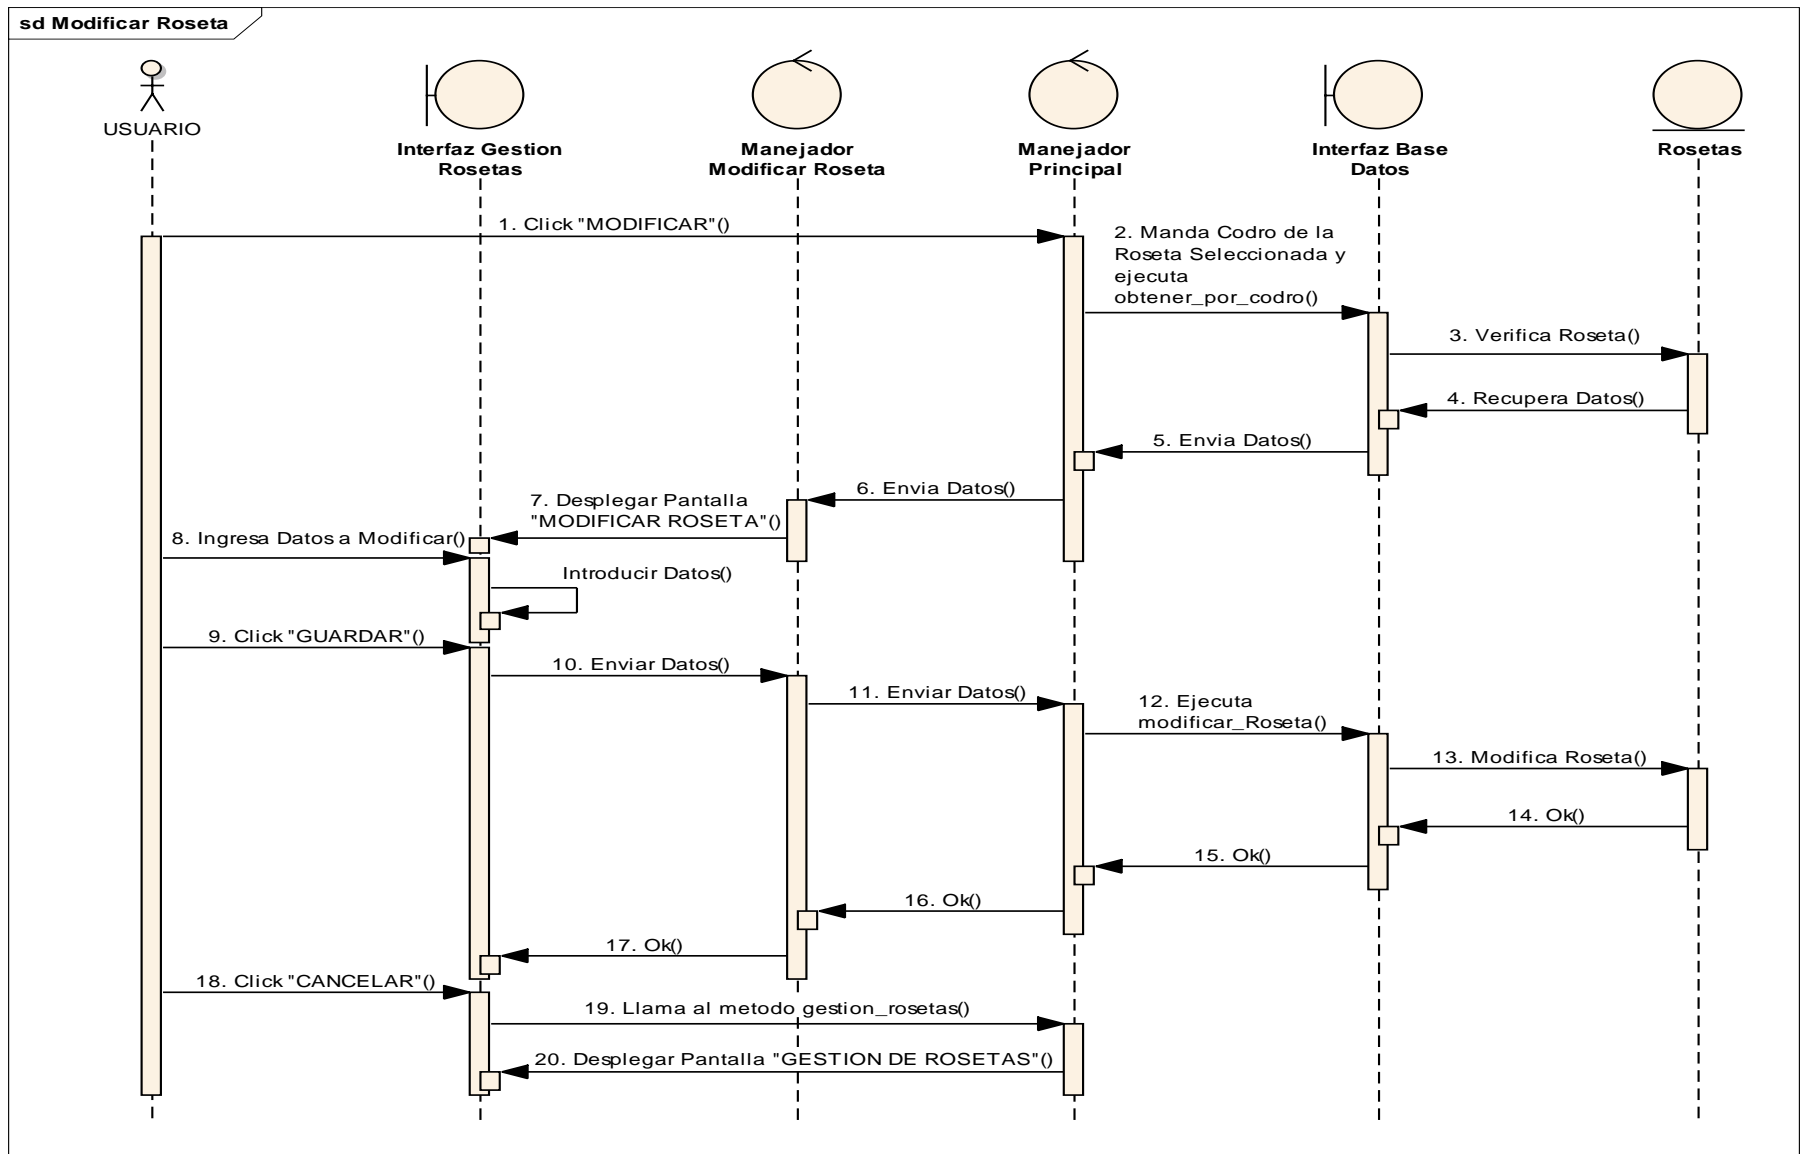 sd Modificar Roseta
USUARIO
Interfaz Gestion
Rosetas
Manejador
Modificar Roseta
Manejador
Principal
Interfaz Base
Datos
Rosetas
1. Click "MODIFICAR"()
2. Manda Codro de la
Roseta Seleccionada y
ejecuta
obtener_por_codro()
3. Verifica Roseta()
4. Recupera Datos()
5. Envia Datos()
6. Envia Datos()
7. Desplegar Pantalla
"MODIFICAR ROSETA"()
8. Ingresa Datos a Modificar()
Introducir Datos()
9. Click "GUARDAR"()
10. Enviar Datos()
11. Enviar Datos()
12. Ejecuta
modificar_Roseta()
13. Modifica Roseta()
14. Ok()
15. Ok()
16. Ok()
17. Ok()
18. Click "CANCELAR"()
19. Llama al metodo gestion_rosetas()
20. Desplegar Pantalla "GESTION DE ROSETAS"()